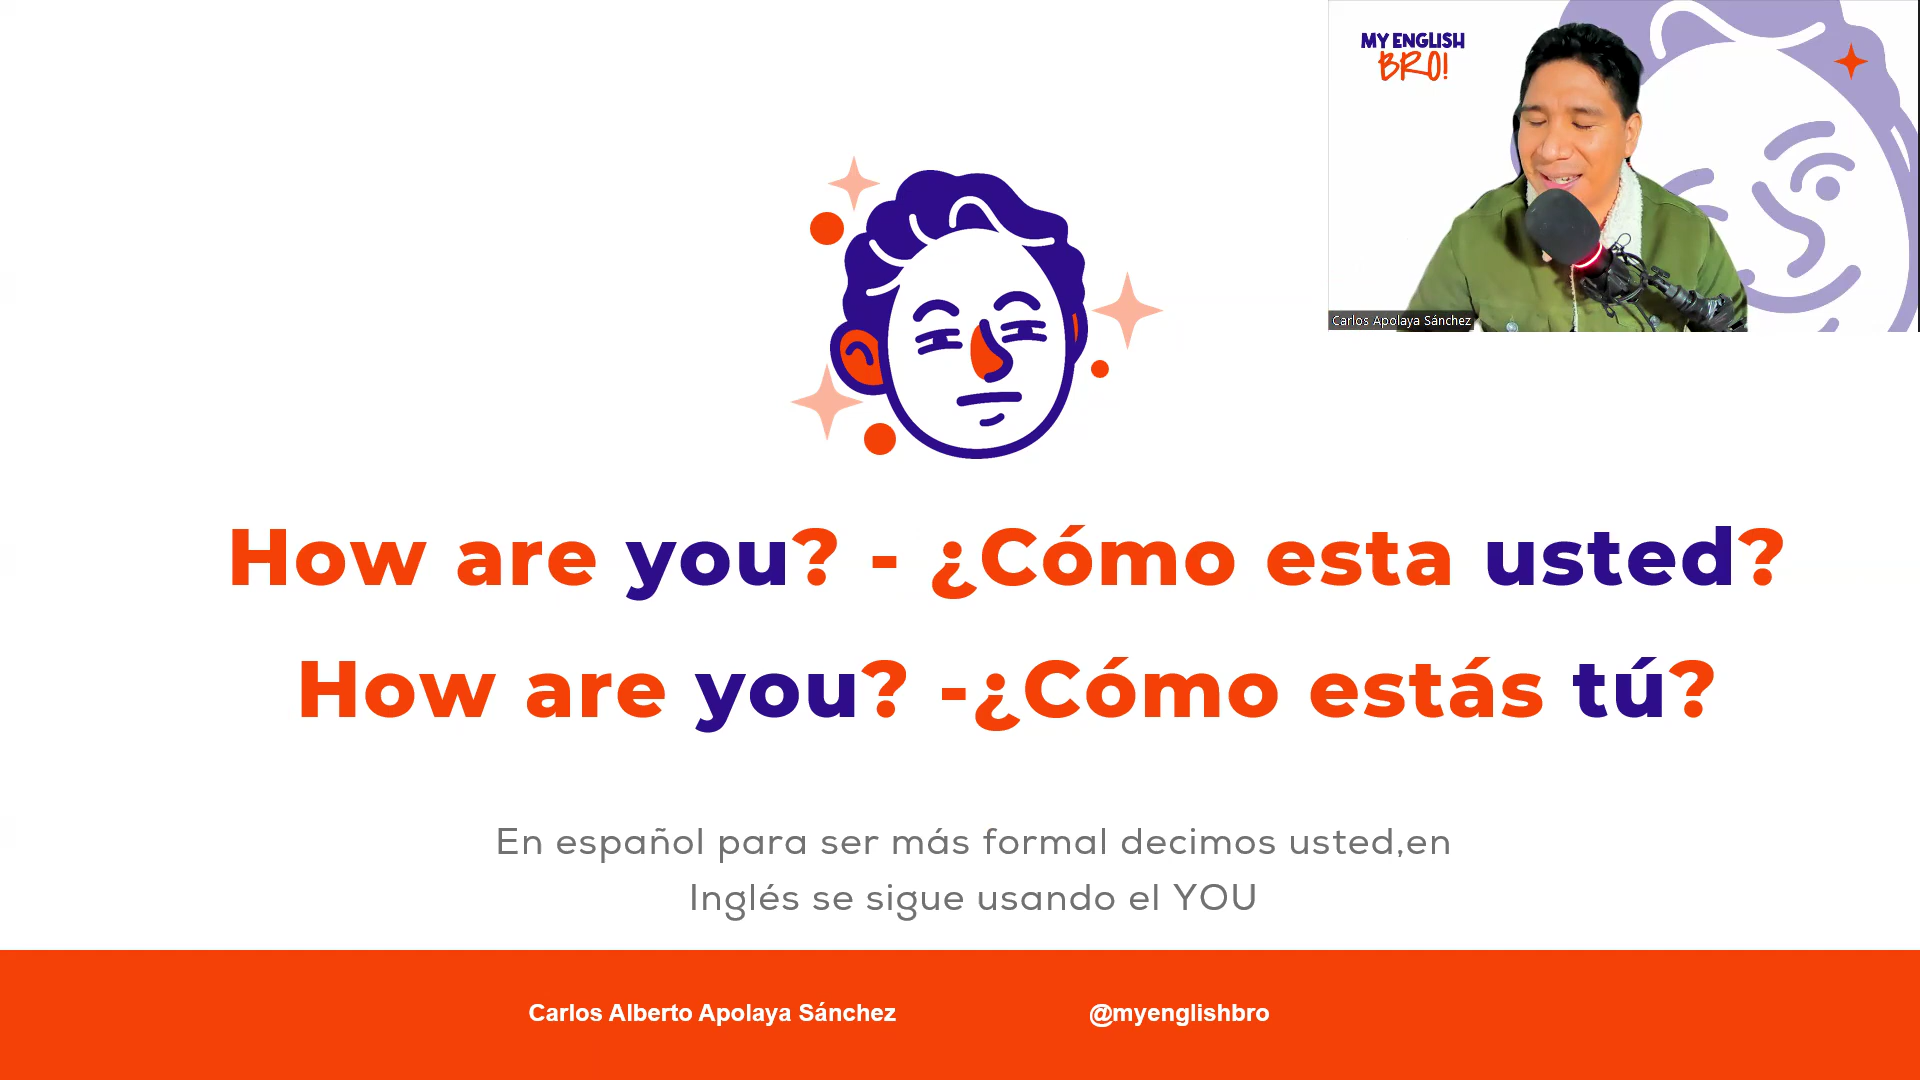 MY ENGLISH
BRO!
Carlos Apolaya Sánchez
How are you? - ¿Cómo esta usted?
How are you? -¿Cómo estás tú?
En español para ser más formal decimos usted,en
Inglés se sigue usando el YOU
Carlos Alberto Apolaya Sánchez
@myenglishbro